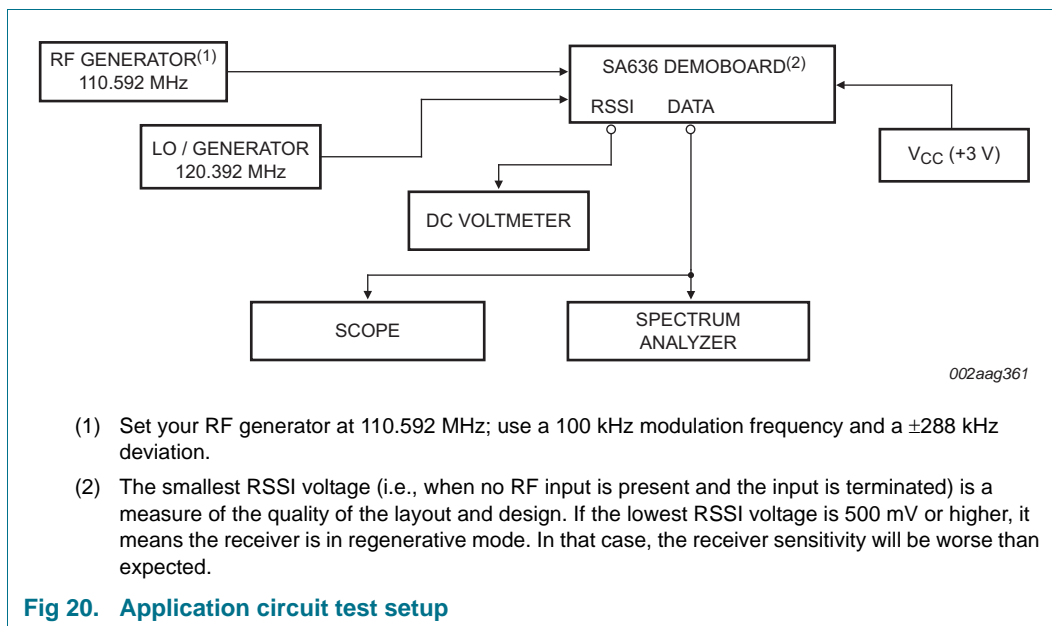 RF GENERATOR(1)
110.592 MHz
SA636 DEMOBOARD(2)
RSSI DATA
LO / GENERATOR
120.392 MHz
VCC (+3 V)
DC VOLTMETER
SCOPE
SPECTRUM
ANALYZER
002aag361
(1) Set your RF generator at 110.592 MHz; use a 100 kHz modulation frequency and a ±288 kHz
deviation.
(2) The smallest RSSI voltage (i.e., when no RF input is present and the input is terminated) is a
measure of the quality of the layout and design. If the lowest RSSI voltage is 500 mV or higher, it
means the receiver is in regenerative mode. In that case, the receiver sensitivity will be worse than
expected.
Fig 20. Application circuit test setup